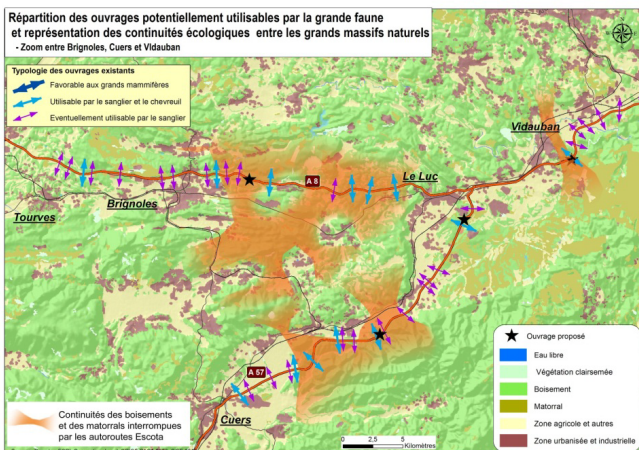 Répartition des ouvrages potentiellement utilisables par la grande faune
et représentation des continuités écologiques entre les grands massifs naturels
- Zoom entre Brignoles, Cuers et Vidauban
Typologie des ouvrages existants
Favorable aux grands mammifères
Utilisable par le sanglier et le chevreuil
Eventuellement utilisable par le sanglier
Vidauban
Le Luc
A 8
Brignoles
Tourves
A 57
Cuers
Ouvrage proposé
Eau libre
Végétation clairsemée
Boisement
Matorral
Zone agricole et autres
Zone urbanisée et industrielle
Continuités des boisements
et des matorrals interrompues
par les autoroutes Escota
0 2,5 5
Kilomètres